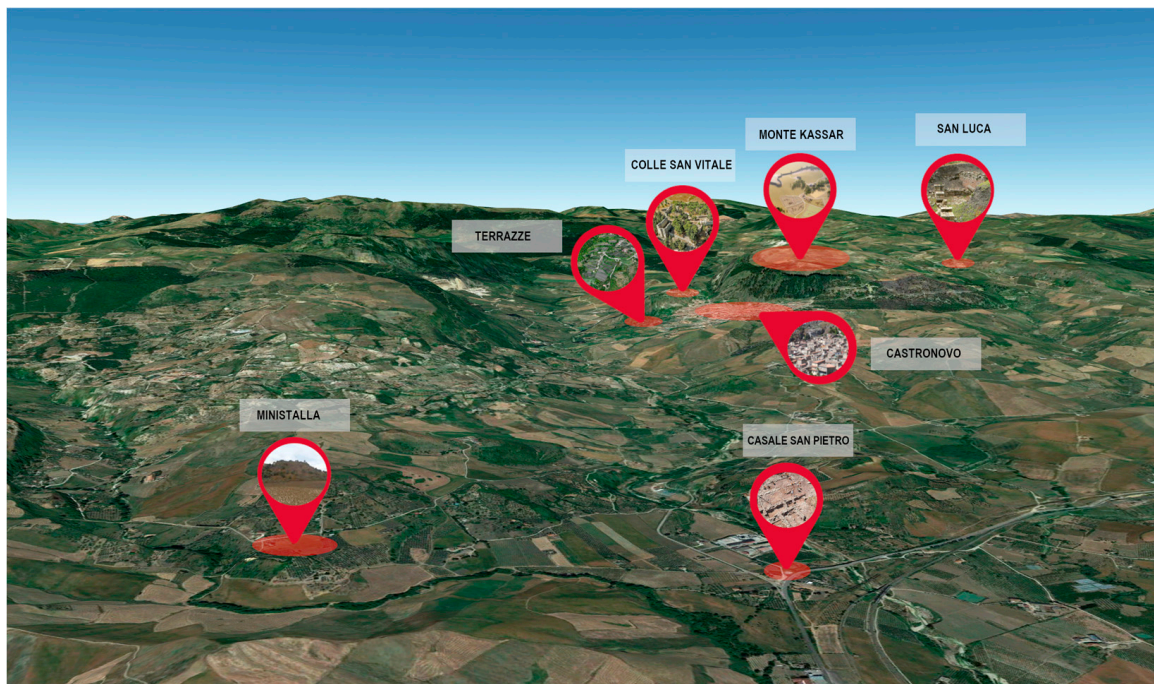 SAN LUCA
MONTE KASSAR
COLLE SAN VITALE
TERRAZZE
CASTRONOVO
MINISTALLA
CASALE SAN PIETRO